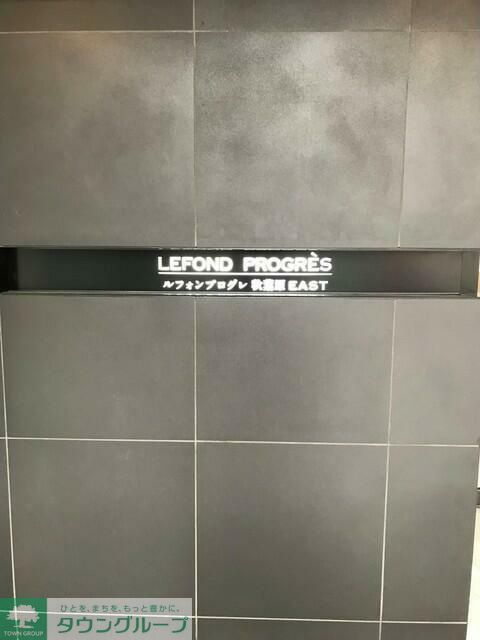 LEFOND PROGRÈS
ルフォンプログレ 秋葉原 EAST
ひとを、まちを、もっと豊かに。
タウングループ
TOWN GROUP